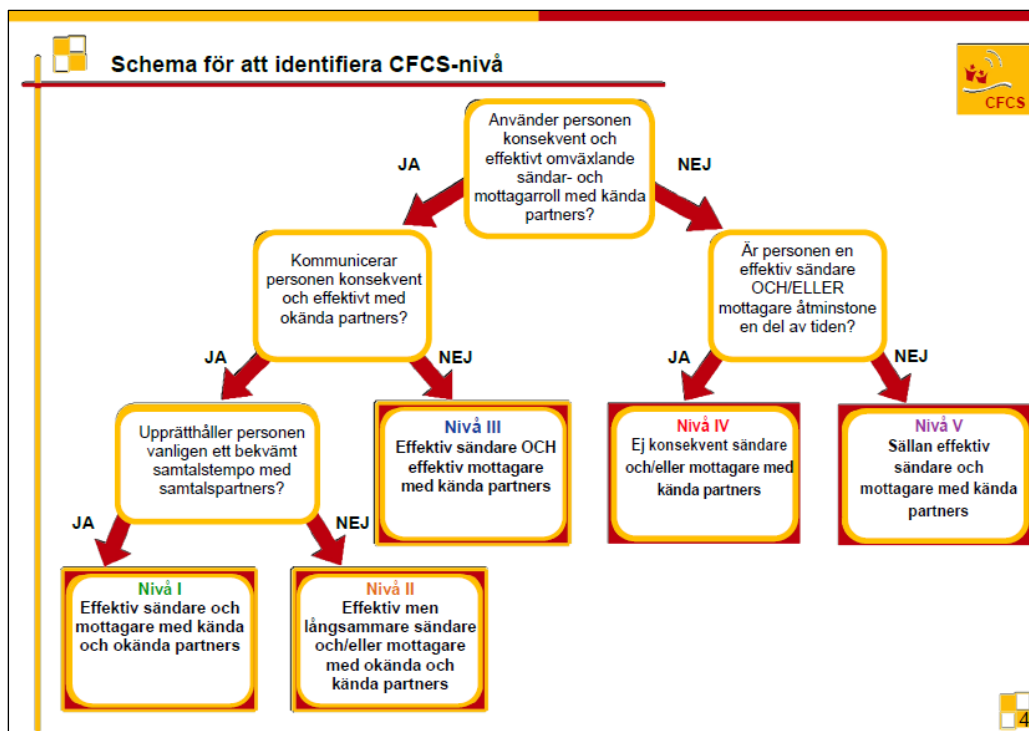 Schema för att identifiera CFCS-nivå
CFCS
Använder personen
konsekvent och
effektivt omväxlande
sändar- och
mottagarroll med kända
partners?
JA
NEJ
Kommunicerar
personen konsekvent
och effektivt med
okända partners?
Är personen en
effektiv sändare
OCH/ELLER
mottagare åtminstone
en del av tiden?
JA
NEJ
JA
NEJ
Upprätthåller personen
vanligen ett bekvämt
samtalstempo med
samtalspartners?
Nivå III
Effektiv sändare OCH
effektiv mottagare
med kända partners
Nivå IV
Ej konsekvent sändare
och/eller mottagare med
kända partners
Nivå V
Sällan effektiv
sändare och
mottagare med kända
partners
JA
NEJ
Nivå I
Effektiv sändare och
mottagare med kända
och okända partners
Nivå II
Effektiv men
långsammare sändare
och/eller mottagare
med okända och
kända partners
4